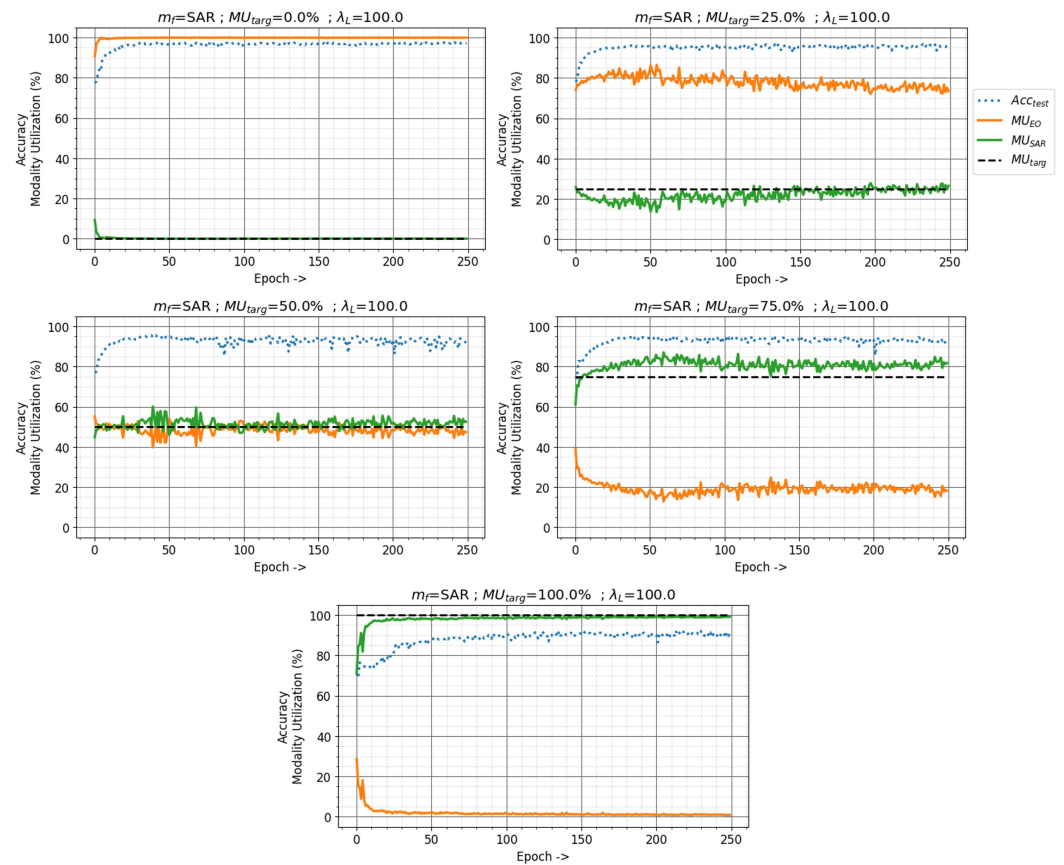 m_f=SAR ; MU_targ=0.0% ; λ_L=100.0
Accuracy
Modality Utilization (%)
100
80
60
40
20
0
0 50 100 150 200 250
Epoch ->
m_f=SAR ; MU_targ=25.0% ; λ_L=100.0
Accuracy
Modality Utilization (%)
100
80
60
40
20
0
0 50 100 150 200 250
Epoch ->
Acc_test
MU_EO
MU_SAR
MU_targ
m_f=SAR ; MU_targ=50.0% ; λ_L=100.0
Accuracy
Modality Utilization (%)
100
80
60
40
20
0
0 50 100 150 200 250
Epoch ->
m_f=SAR ; MU_targ=75.0% ; λ_L=100.0
Accuracy
Modality Utilization (%)
100
80
60
40
20
0
0 50 100 150 200 250
Epoch ->
m_f=SAR ; MU_targ=100.0% ; λ_L=100.0
Accuracy
Modality Utilization (%)
100
80
60
40
20
0
0 50 100 150 200 250
Epoch ->